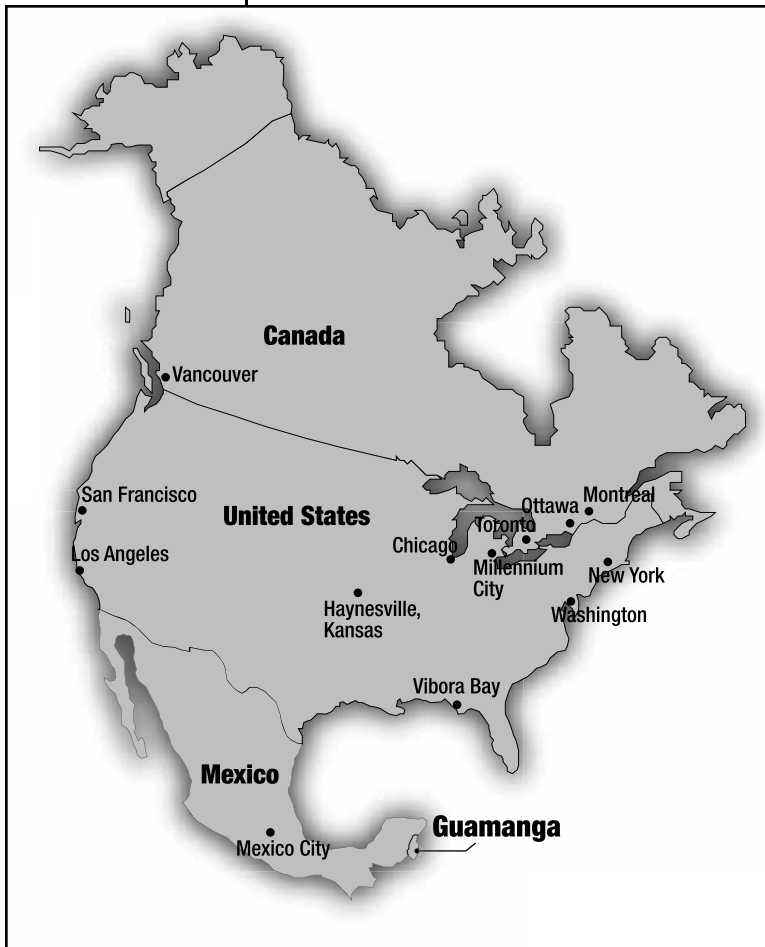 Canada
Vancouver
San Francisco
United States
Ottawa
Montreal
Toronto
Chicago
Los Angeles
Millennium
City
New York
Haynesville,
Kansas
Washington
Vibora Bay
Mexico
Guamanga
Mexico City